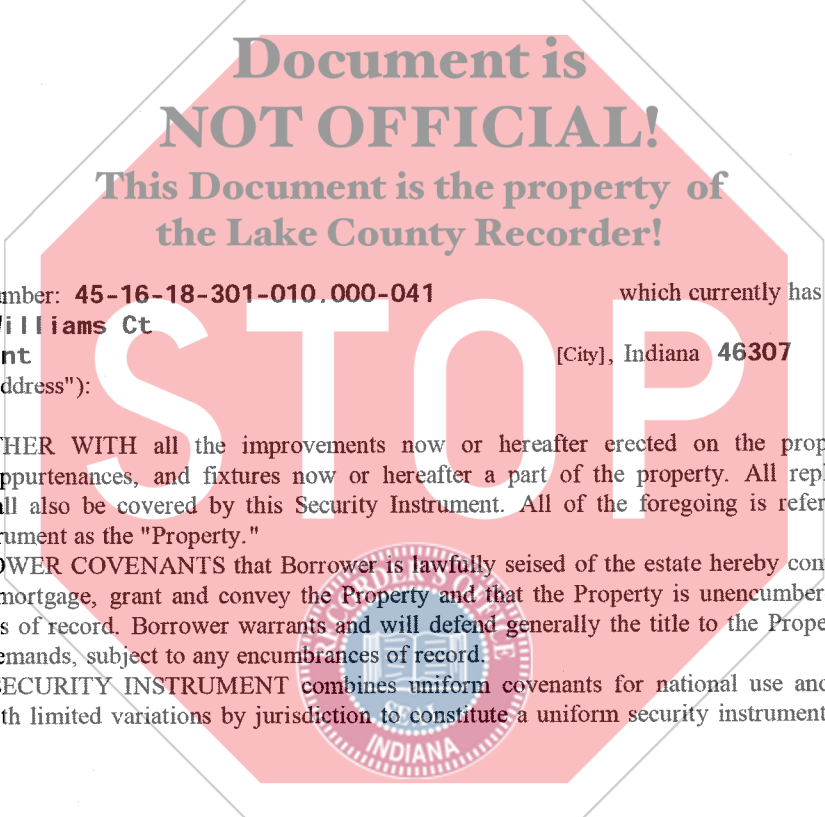 Document is
NOT OFFICIAL!
This Document is the property of
the Lake County Recorder!
mber: 45-16-18-301-010.000-041 which currently has
illiams Ct
nt [City], Indiana 46307
ddress"):
STOP
THER WITH all the improvements now or hereafter erected on the prop
ppurtenances, and fixtures now or hereafter a part of the property. All repl
ll also be covered by this Security Instrument. All of the foregoing is refer
rument as the "Property."
OWER COVENANTS that Borrower is lawfully seised of the estate hereby con
mortgage, grant and convey the Property and that the Property is unencumber
s of record. Borrower warrants and will defend generally the title to the Prope
emands, subject to any encumbrances of record.
SECURITY INSTRUMENT combines uniform covenants for national use and
th limited variations by jurisdiction to constitute a uniform security instrument
RECORDER'S OFFICE
SEAL
INDIANA